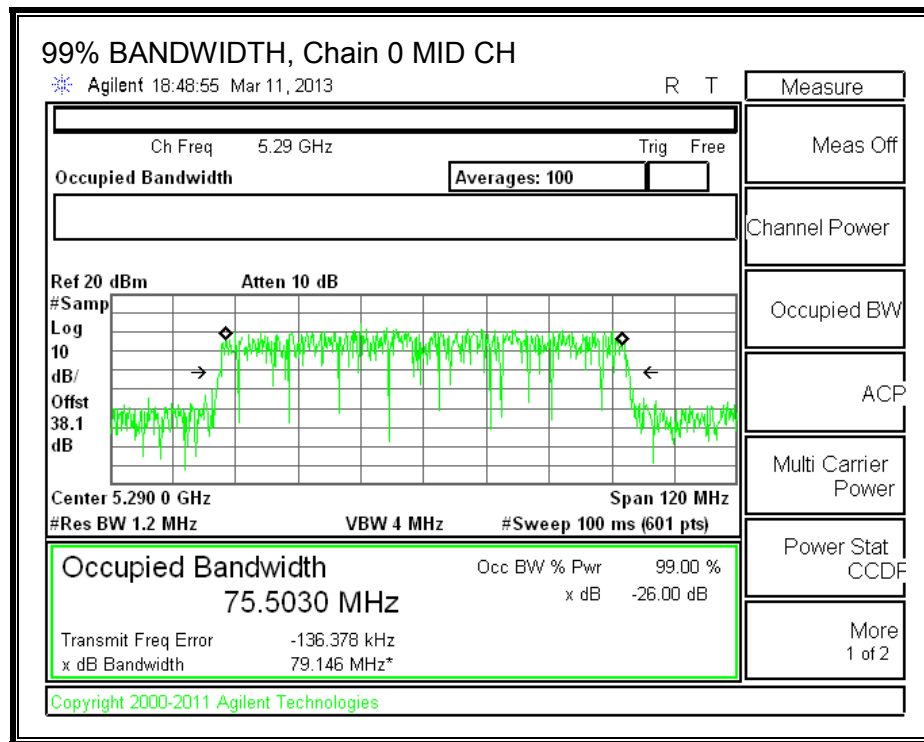 99% BANDWIDTH, Chain 0 MID CH
Agilent 18:48:55 Mar 11, 2013 R T
Measure
Ch Freq 5.29 GHz Trig Free
Meas Off
Occupied Bandwidth Averages: 100
Channel Power
Ref 20 dBm Atten 10 dB
#Samp
Log
10
dB/
Offst
38.1
dB
Occupied BW
ACP
Center 5.290 0 GHz Span 120 MHz
#Res BW 1.2 MHz VBW 4 MHz #Sweep 100 ms (601 pts)
Multi Carrier
Power
Occupied Bandwidth Occ BW % Pwr 99.00 %
75.5030 MHz x dB -26.00 dB
Transmit Freq Error -136.378 kHz
x dB Bandwidth 79.146 MHz*
Power Stat
CCDF
More
1 of 2
Copyright 2000-2011 Agilent Technologies